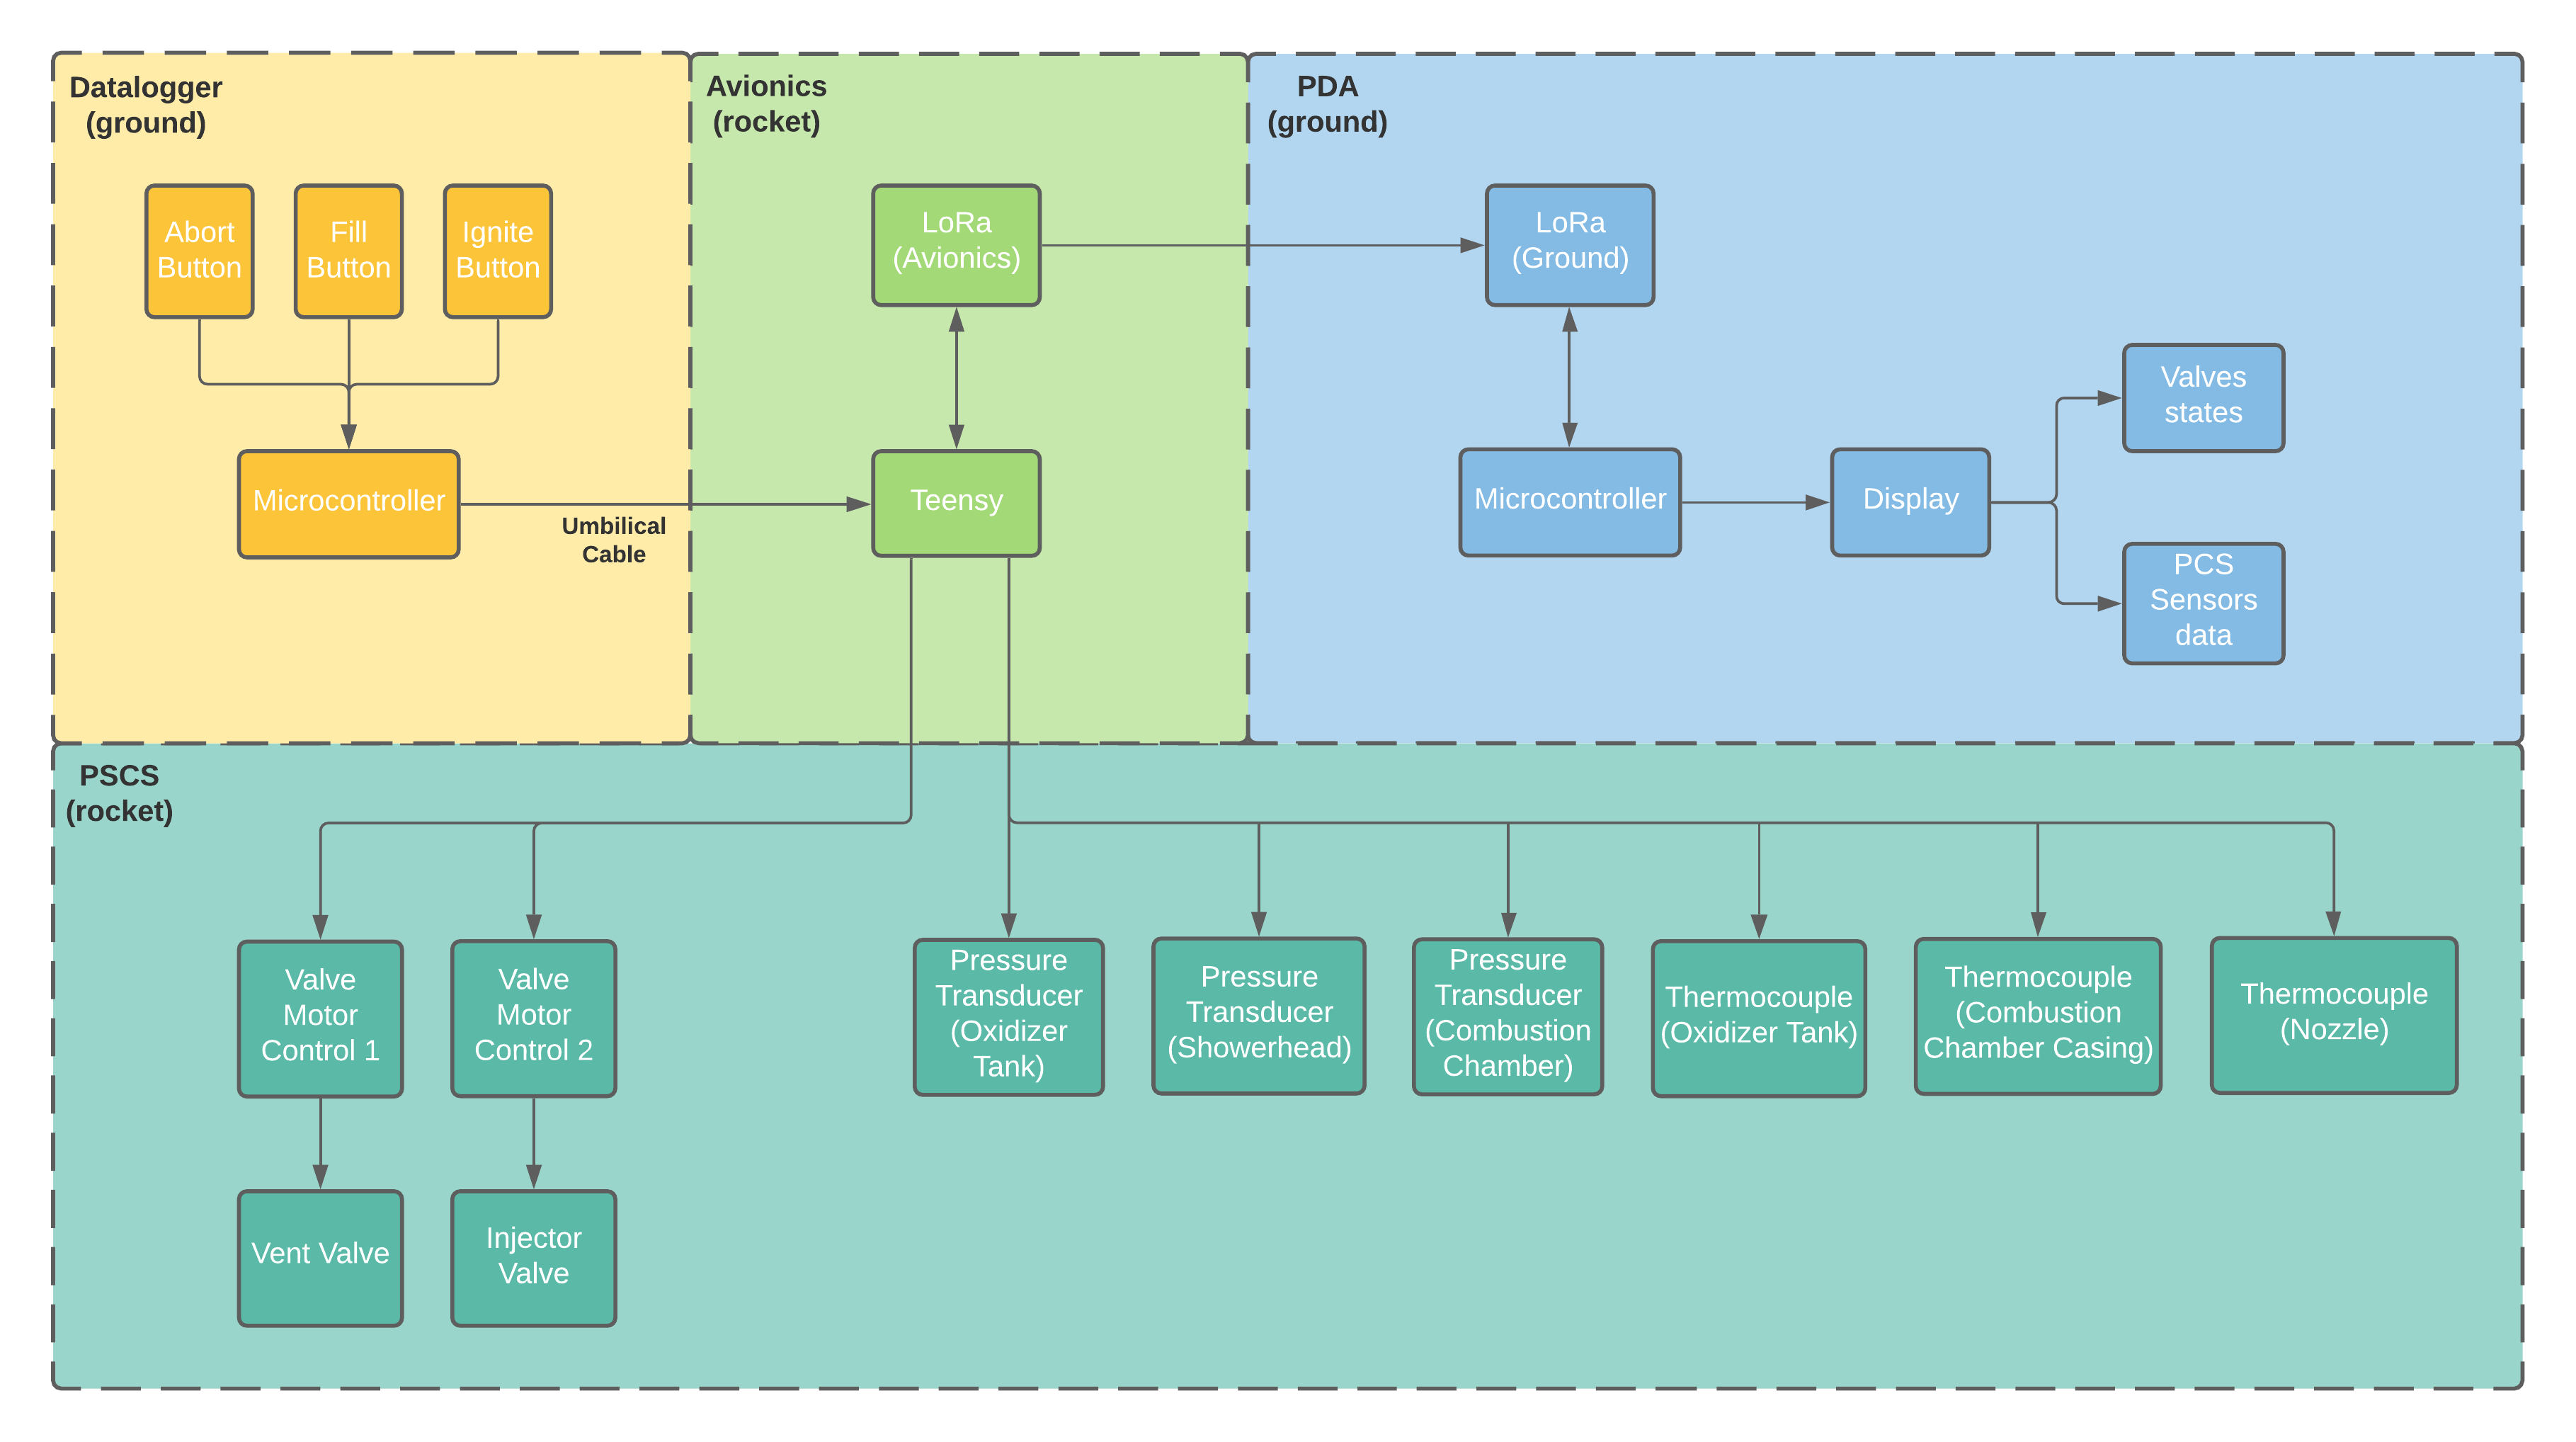 Datalogger
(ground)
Abort
Button
Fill
Button
Ignite
Button
Microcontroller
Umbilical
Cable
Avionics
(rocket)
LoRa
(Avionics)
Teensy
PDA
(ground)
LoRa
(Ground)
Microcontroller
Display
Valves
states
PCS
Sensors
data
PSCS
(rocket)
Valve
Motor
Control 1
Valve
Motor
Control 2
Pressure
Transducer
(Oxidizer
Tank)
Pressure
Transducer
(Showerhead)
Pressure
Transducer
(Combustion
Chamber)
Thermocouple
(Oxidizer Tank)
Thermocouple
(Combustion
Chamber Casing)
Thermocouple
(Nozzle)
Vent Valve
Injector
Valve